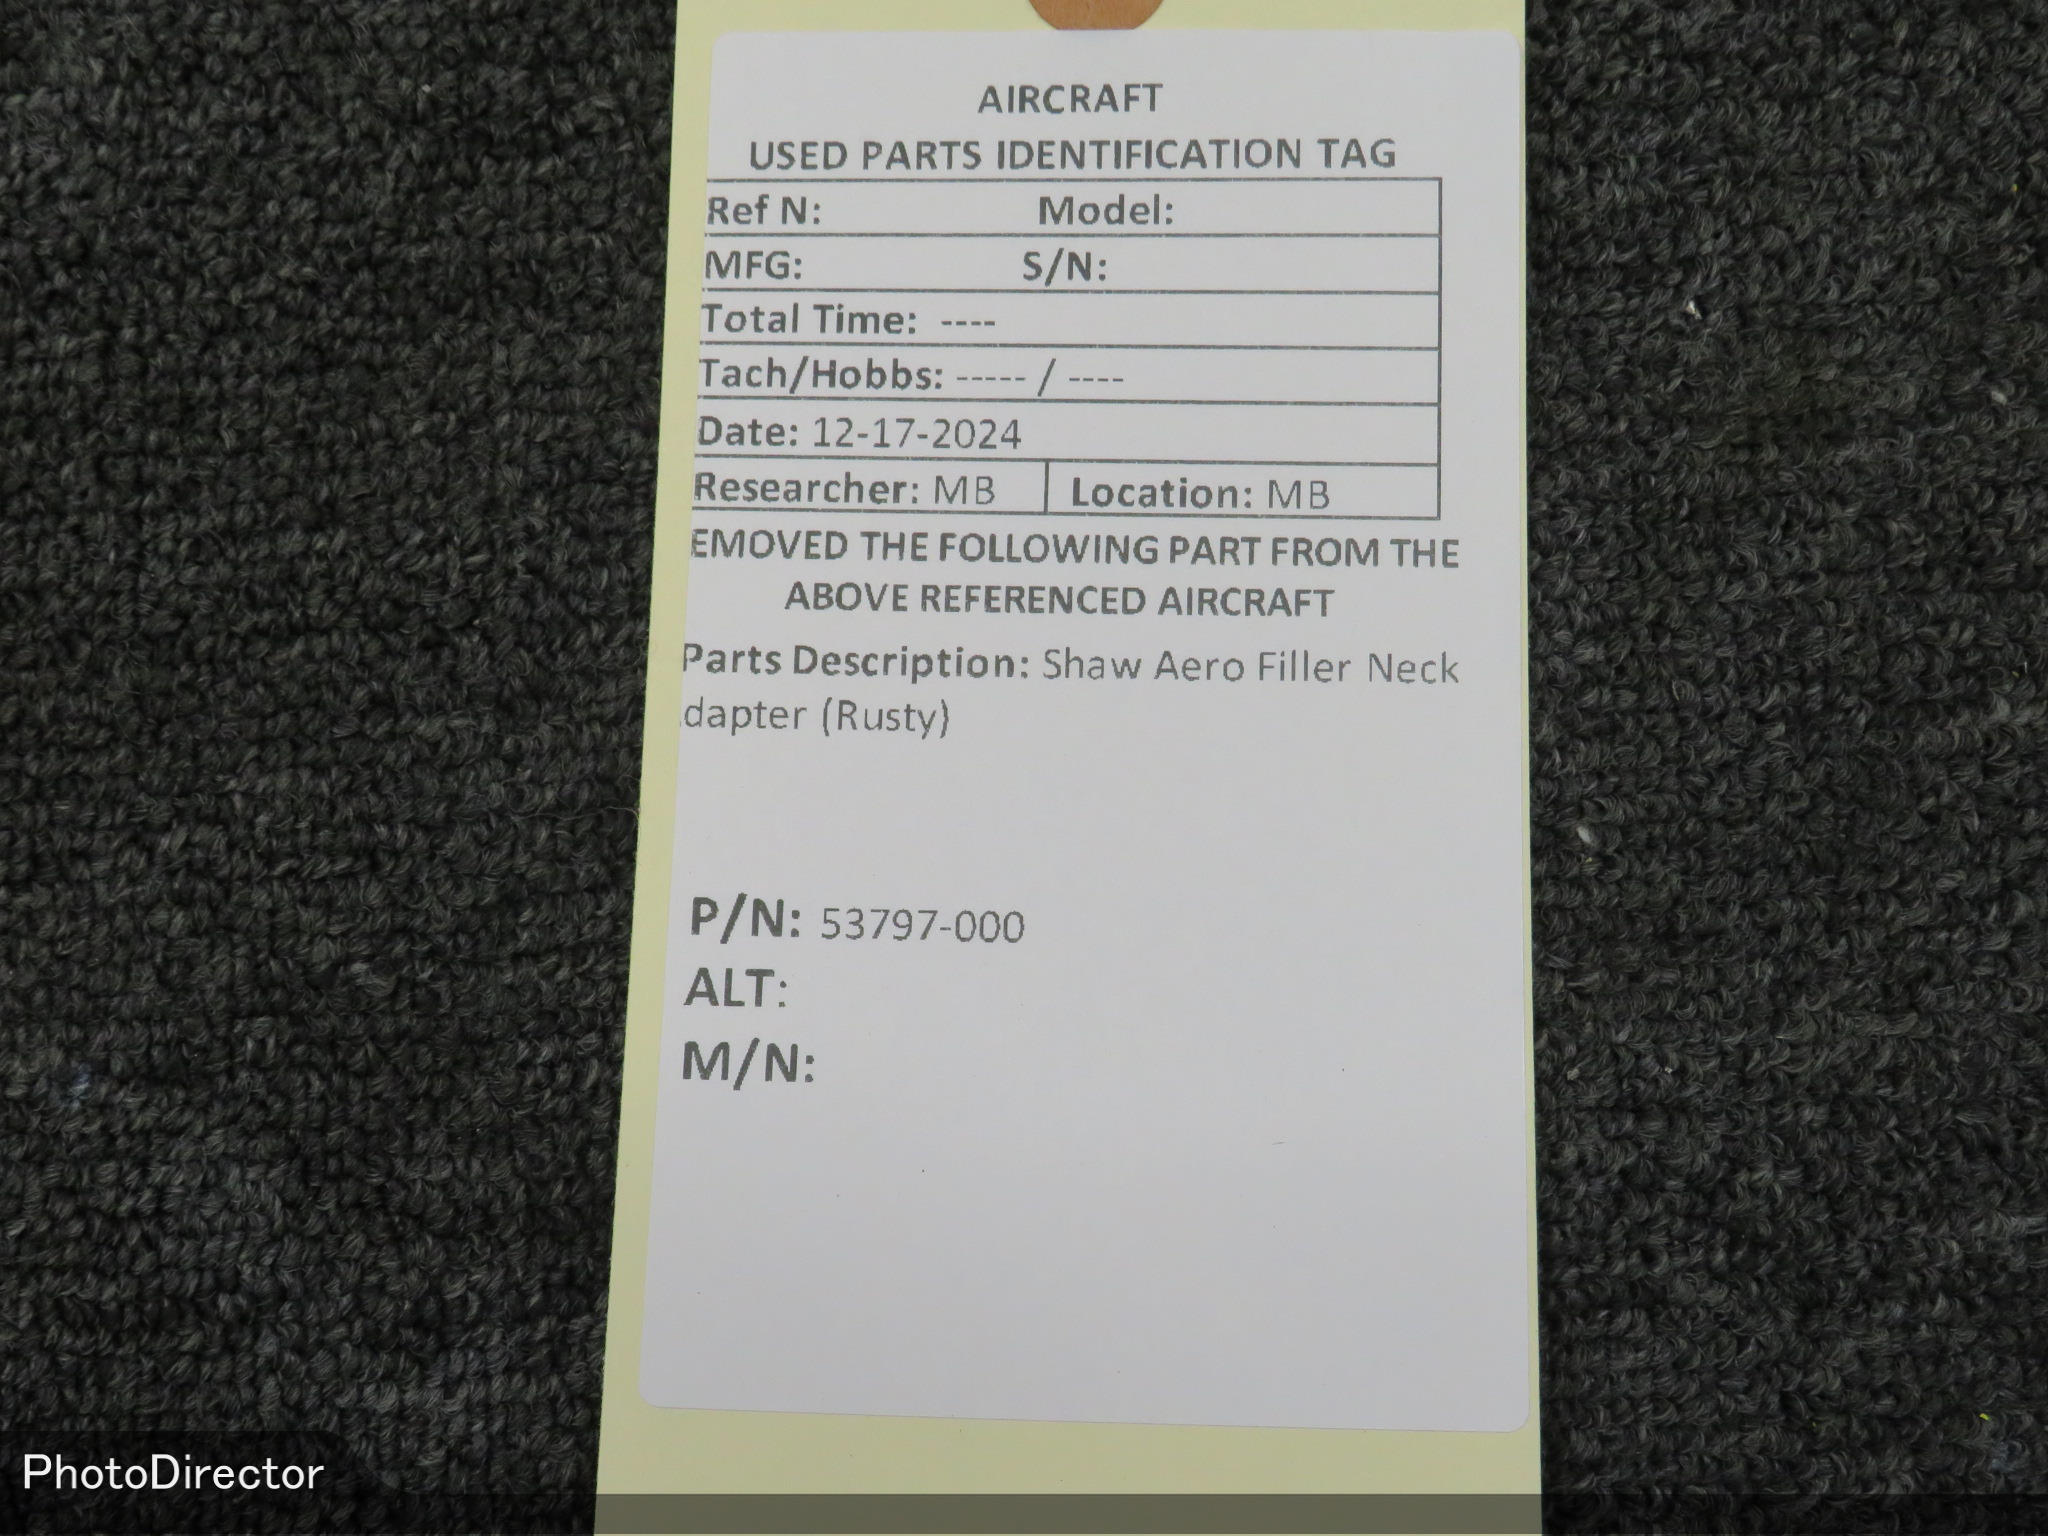 AIRCRAFT
USED PARTS IDENTIFICATION TAG
Ref N: Model:
MFG: S/N:
Total Time: ----
Tach/Hobbs: ----- / ----
Date: 12-17-2024
Researcher: MB Location: MB
EMOVED THE FOLLOWING PART FROM THE
ABOVE REFERENCED AIRCRAFT
Parts Description: Shaw Aero Filler Neck
dapter (Rusty)
P/N: 53797-000
ALT:
M/N:
PhotoDirector